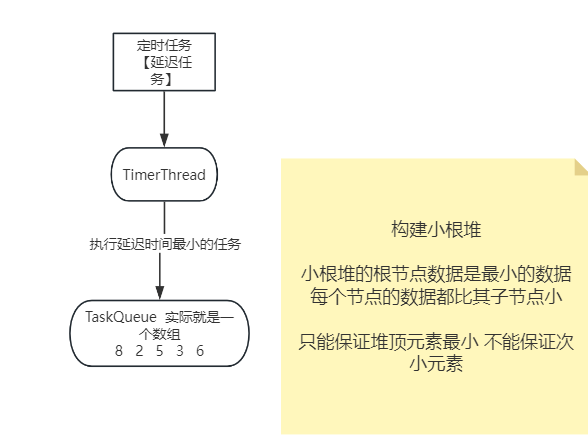 定时任务
【延迟任
务】
TimerThread
执行延迟时间最小的任务
TaskQueue 实际就是一
个数组
8 2 5 3 6
构建小根堆
小根堆的根节点数据是最小的数据
每个节点的数据都比其子节点小
只能保证堆顶元素最小 不能保证次
小元素